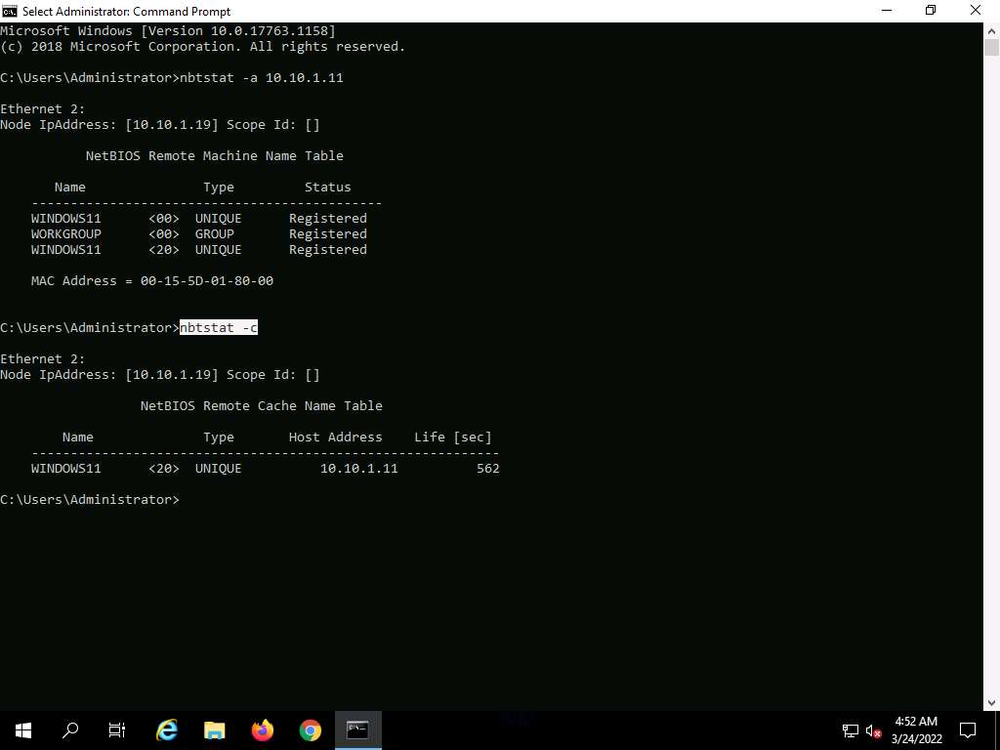 Select Administrator: Command Prompt
Microsoft Windows [Version 10.0.17763.1158]
(c) 2018 Microsoft Corporation. All rights reserved.
C:\Users\Administrator>nbtstat -a 10.10.1.11
Ethernet 2:
Node IpAddress: [10.10.1.19] Scope Id: []
NetBIOS Remote Machine Name Table
Name Type Status
---------------------------------------------
WINDOWS11 <00> UNIQUE Registered
WORKGROUP <00> GROUP Registered
WINDOWS11 <20> UNIQUE Registered
MAC Address = 00-15-5D-01-80-00
C:\Users\Administrator>nbtstat -c
Ethernet 2:
Node IpAddress: [10.10.1.19] Scope Id: []
NetBIOS Remote Cache Name Table
Name Type Host Address Life [sec]
------------------------------------------------------------
WINDOWS11 <20> UNIQUE 10.10.1.11 562
C:\Users\Administrator>
4:52 AM
3/24/2022